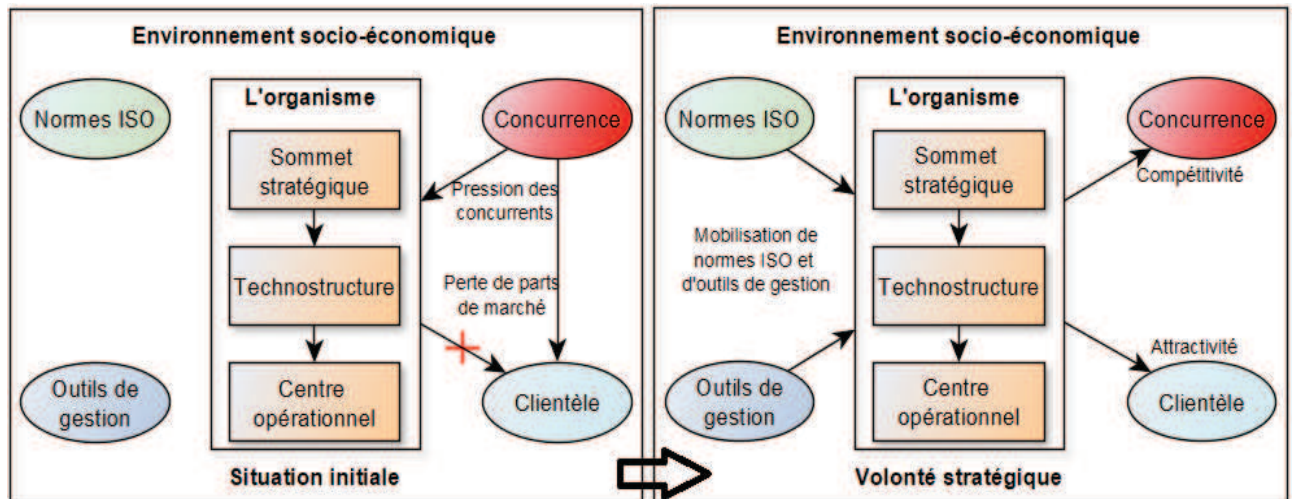 Environnement socio-économique
Normes ISO
L'organisme
Concurrence
Sommet
stratégique
Pression des
concurrents
Technostructure
Perte de parts
de marché
Outils de
gestion
Centre
opérationnel
Clientèle
Situation initiale
Environnement socio-économique
Normes ISO
L'organisme
Concurrence
Sommet
stratégique
Compétitivité
Mobilisation de
normes ISO et
d'outils de gestion
Technostructure
Attractivité
Outils de
gestion
Centre
opérationnel
Clientèle
Volonté stratégique